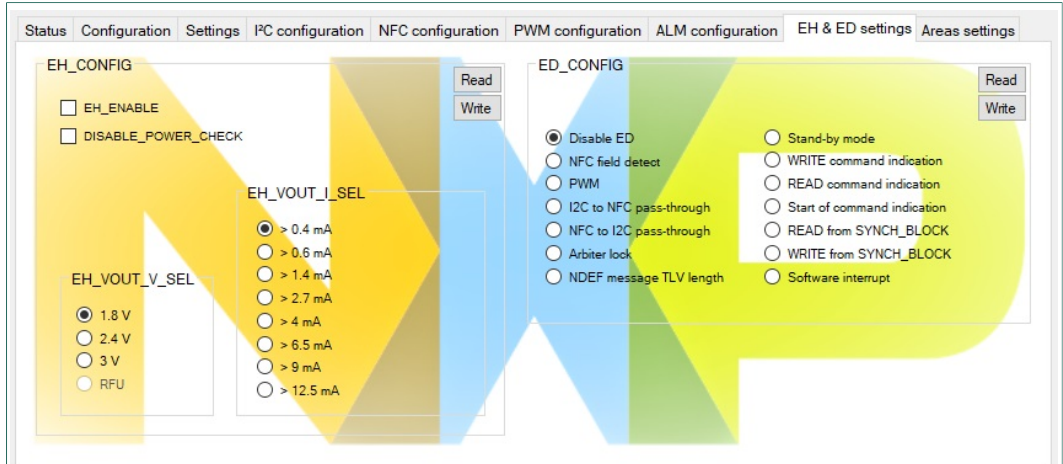 Status Configuration Settings I²C configuration NFC configuration PWM configuration ALM configuration EH & ED settings Areas settings
EH_CONFIG
Read
Write
EH_ENABLE
DISABLE_POWER_CHECK
EH_VOUT_I_SEL
> 0.4 mA
> 0.6 mA
> 1.4 mA
> 2.7 mA
> 4 mA
> 6.5 mA
> 9 mA
> 12.5 mA
EH_VOUT_V_SEL
1.8 V
2.4 V
3 V
RFU
ED_CONFIG
Read
Write
Disable ED
NFC field detect
PWM
I2C to NFC pass-through
NFC to I2C pass-through
Arbiter lock
NDEF message TLV length
Stand-by mode
WRITE command indication
READ command indication
Start of command indication
READ from SYNCH_BLOCK
WRITE from SYNCH_BLOCK
Software interrupt
NXP